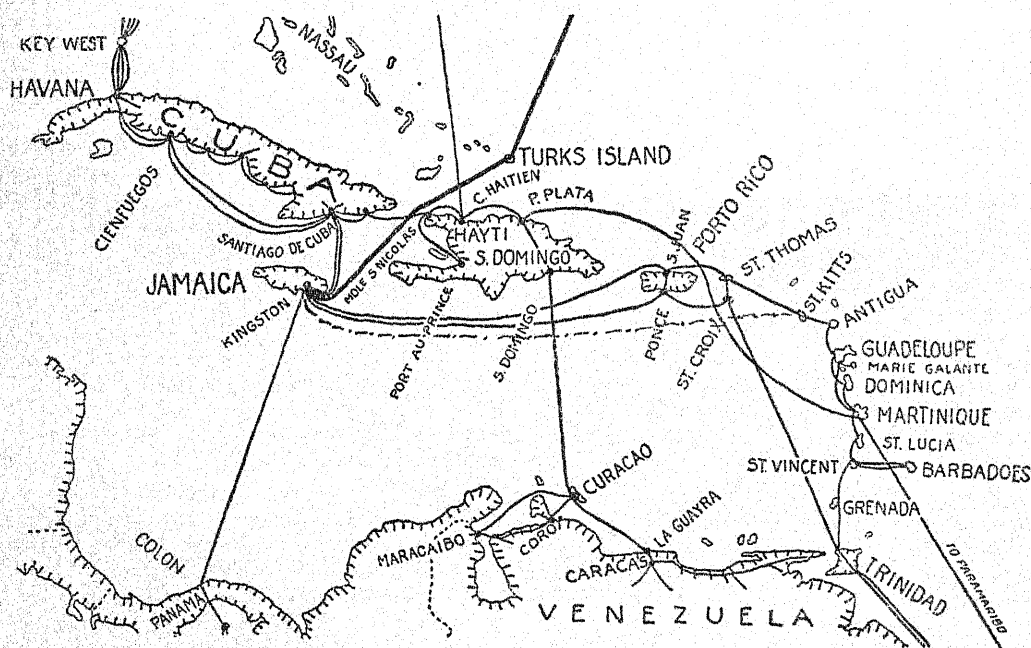 KEY WEST
NASSAU
HAVANA
CUBA
TURKS ISLAND
C. HAITIEN
P. PLATA
CIENFUEGOS
SANTIAGO DE CUBA
MOLE S NICOLAS
HAYTI
S. DOMINGO
S. JUAN
PORTO RICO
ST. THOMAS
ST. KITTS
JAMAICA
KINGSTON
PORT AU PRINCE
S. DOMINGO
PONCE
ST. CROIX
ANTIGUA
GUADELOUPE
MARIE GALANTE
DOMINICA
MARTINIQUE
ST. LUCIA
ST. VINCENT
BARBADOES
GRENADA
CURAÇAO
MARACAIBO
CORO
LA GUAYRA
CARACAS
COLON
PANAMA
VENEZUELA
TRINIDAD
TO PARAMARIBO